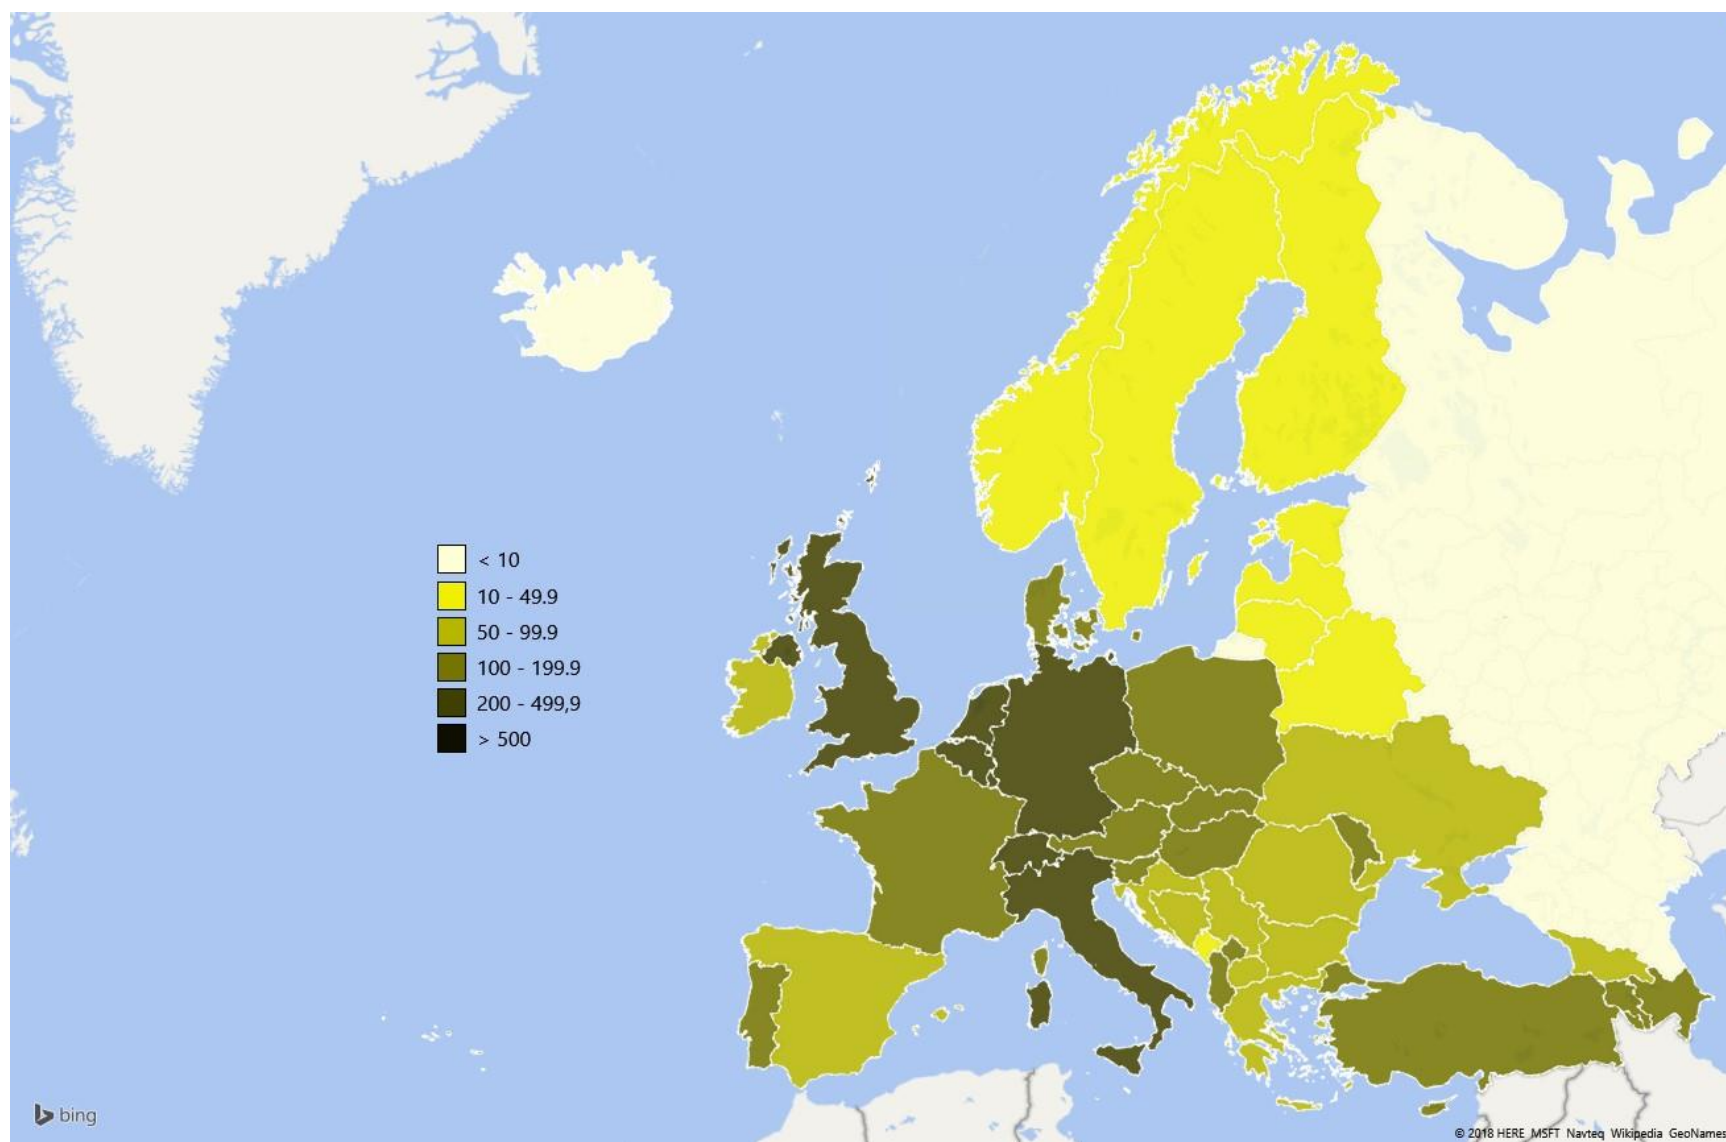 < 10
10 - 49.9
50 - 99.9
100 - 199.9
200 - 499,9
> 500
bing
© 2018 HERE MSFT Navteq Wikipedia GeoNames